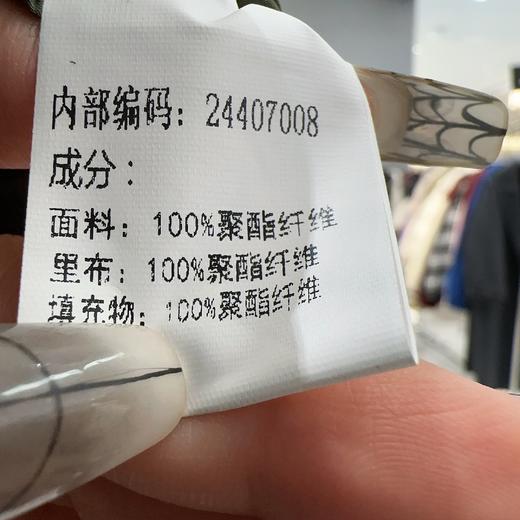 内部编码：24407008
成分：
面料：100%聚酯纤维
里布：100%聚酯纤维
填充物：100%聚酯纤维